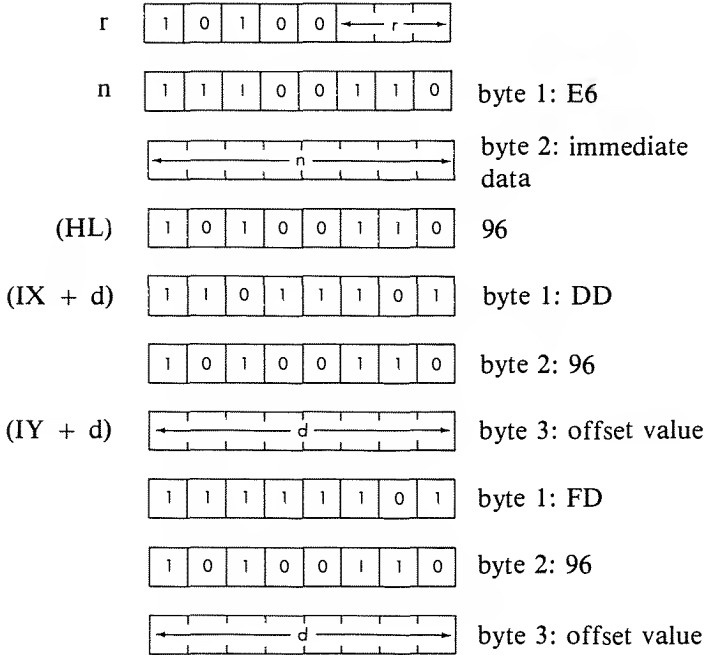 r 1 0 1 0 0 r
n 1 1 1 0 0 1 1 0 byte 1: E6
n byte 2: immediate
data
(HL) 1 0 1 0 0 1 1 0 96
(IX + d) 1 1 0 1 1 1 0 1 byte 1: DD
1 0 1 0 0 1 1 0 byte 2: 96
(IY + d) d byte 3: offset value
1 1 1 1 1 1 0 1 byte 1: FD
1 0 1 0 0 1 1 0 byte 2: 96
d byte 3: offset value